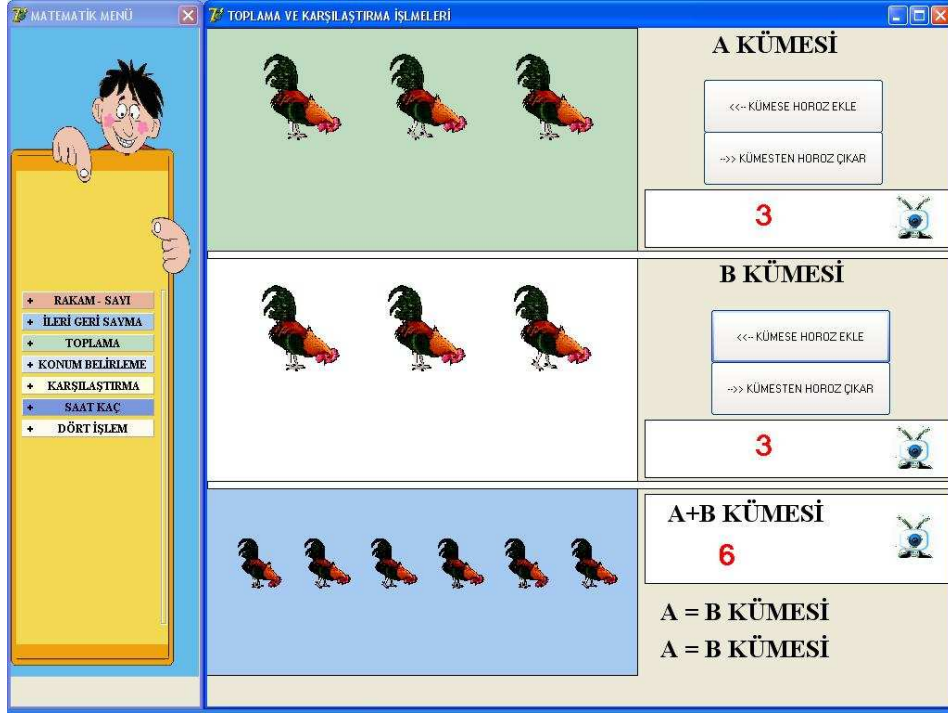 MATEMATİK MENÜ
+ RAKAM - SAYI
+ İLERİ GERİ SAYMA
+ TOPLAMA
+ KONUM BELİRLEME
+ KARŞILAŞTIRMA
+ SAAT KAÇ
+ DÖRT İŞLEM
TOPLAMA VE KARŞILAŞTIRMA İŞLMELERİ
A KÜMESİ
<<-- KÜMESE HOROZ EKLE
-->> KÜMESTEN HOROZ ÇIKAR
3
B KÜMESİ
<<-- KÜMESE HOROZ EKLE
-->> KÜMESTEN HOROZ ÇIKAR
3
A+B KÜMESİ
6
A = B KÜMESİ
A = B KÜMESİ